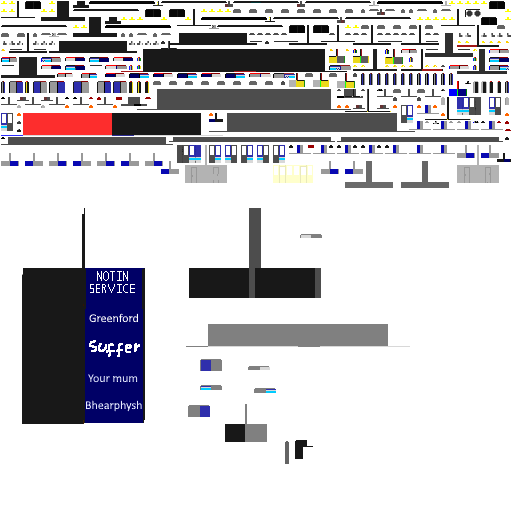 NOTIN
SERVICE
Greenford
Suffer
Your mum
Bhearphysh